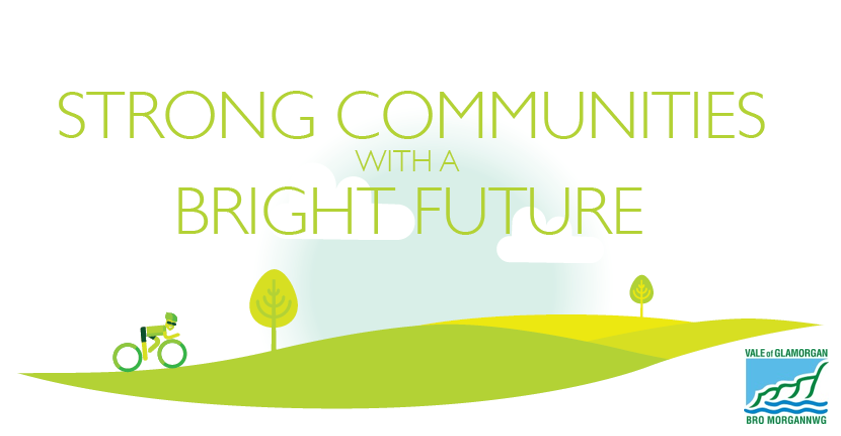 STRONG COMMUNITIES
WITH A
BRIGHT FUTURE
VALE of GLAMORGAN
BRO MORGANNWG